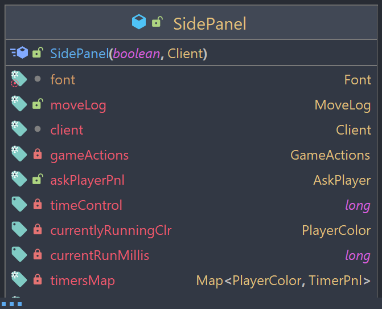 SidePanel
SidePanel(boolean, Client)
font Font
moveLog MoveLog
client Client
gameActions GameActions
askPlayerPnl AskPlayer
timeControl long
currentlyRunningClr PlayerColor
currentRunMillis long
timersMap Map<PlayerColor, TimerPnl>